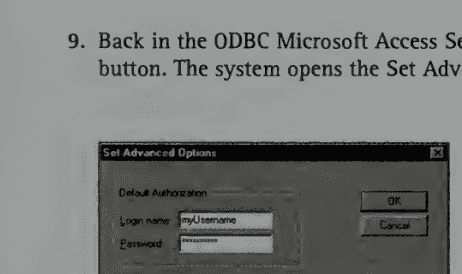 9. Back in the ODBC Microsoft Access Se
button. The system opens the Set Adv
Set Advanced Options
Default Authorization
OK
Login name myUsername
Cancel
Password